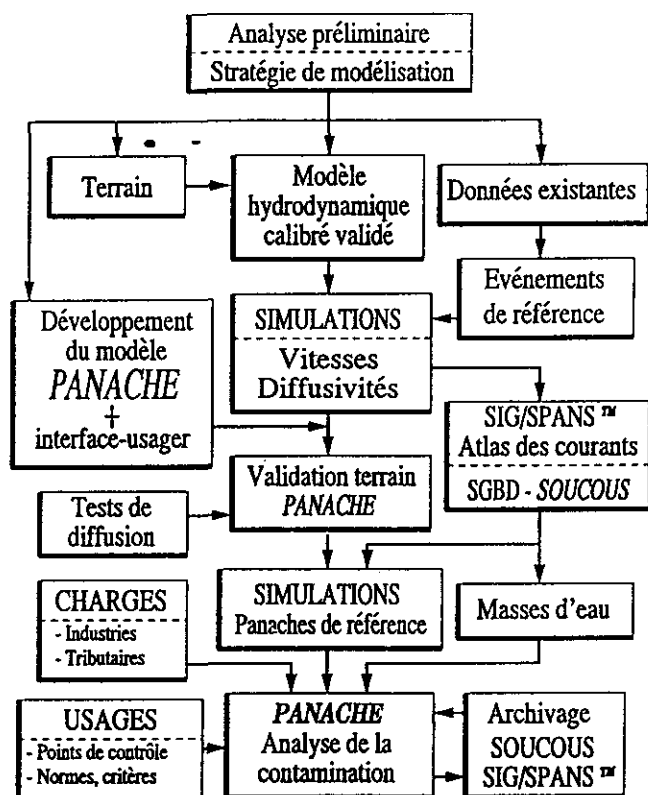 Analyse préliminaire
Stratégie de modélisation
Terrain
Modèle
hydrodynamique
calibré validé
Données existantes
Evénements
de référence
Développement
du modèle
PANACHE
+
interface-usager
SIMULATIONS
Vitesses
Diffusivités
SIG/SPANS ™
Atlas des courants
SGBD - SOUCOUS
Validation terrain
PANACHE
Tests de
diffusion
SIMULATIONS
Panaches de référence
Masses d'eau
CHARGES
- Industries
- Tributaires
USAGES
- Points de contrôle
- Normes, critères
PANACHE
Analyse de la
contamination
Archivage
SOUCOUS
SIG/SPANS ™